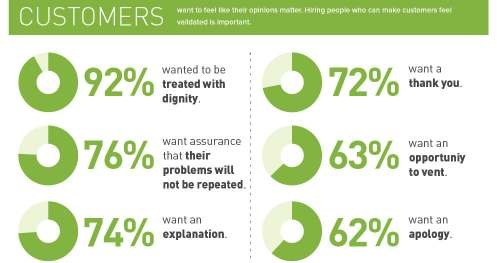 CUSTOMERS
want to feel like their opinions matter. Hiring people who can make customers feel
validated is important.
92%
wanted to be
treated with
dignity.
76%
want assurance
that their
problems will
not be repeated.
74%
want an
explanation.
72%
want a
thank you.
63%
want an
opportuniy
to vent.
62%
want an
apology.